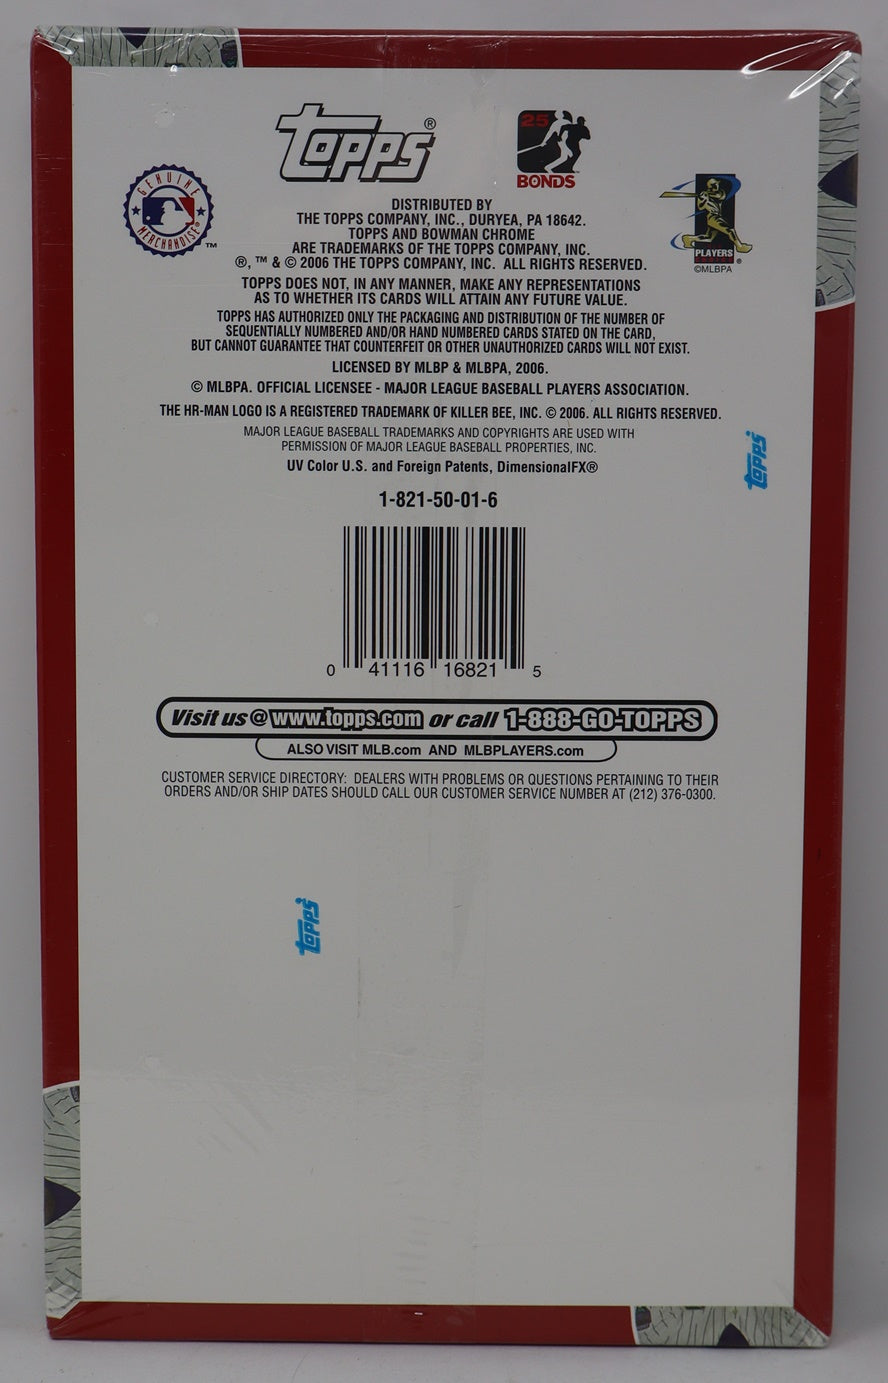 Topps®
25
BONDS
GENUINE
MERCHANDISE®
™
PLAYERS
®
©MLBPA
DISTRIBUTED BY
THE TOPPS COMPANY, INC., DURYEA, PA 18642.
TOPPS AND BOWMAN CHROME
ARE TRADEMARKS OF THE TOPPS COMPANY, INC.
®, ™ & © 2006 THE TOPPS COMPANY, INC. ALL RIGHTS RESERVED.
TOPPS DOES NOT, IN ANY MANNER, MAKE ANY REPRESENTATIONS
AS TO WHETHER ITS CARDS WILL ATTAIN ANY FUTURE VALUE.
TOPPS HAS AUTHORIZED ONLY THE PACKAGING AND DISTRIBUTION OF THE NUMBER OF
SEQUENTIALLY NUMBERED AND/OR HAND NUMBERED CARDS STATED ON THE CARD,
BUT CANNOT GUARANTEE THAT COUNTERFEIT OR OTHER UNAUTHORIZED CARDS WILL NOT EXIST.
LICENSED BY MLBP & MLBPA, 2006.
© MLBPA. OFFICIAL LICENSEE - MAJOR LEAGUE BASEBALL PLAYERS ASSOCIATION.
THE HR-MAN LOGO IS A REGISTERED TRADEMARK OF KILLER BEE, INC. © 2006. ALL RIGHTS RESERVED.
MAJOR LEAGUE BASEBALL TRADEMARKS AND COPYRIGHTS ARE USED WITH
PERMISSION OF MAJOR LEAGUE BASEBALL PROPERTIES, INC.
UV Color U.S. and Foreign Patents, DimensionalFX®
Topps
1-821-50-01-6
0 41116 16821 5
Visit us@www.topps.com or call 1-888-GO-TOPPS
ALSO VISIT MLB.com AND MLBPLAYERS.com
CUSTOMER SERVICE DIRECTORY: DEALERS WITH PROBLEMS OR QUESTIONS PERTAINING TO THEIR
ORDERS AND/OR SHIP DATES SHOULD CALL OUR CUSTOMER SERVICE NUMBER AT (212) 376-0300.
Topps